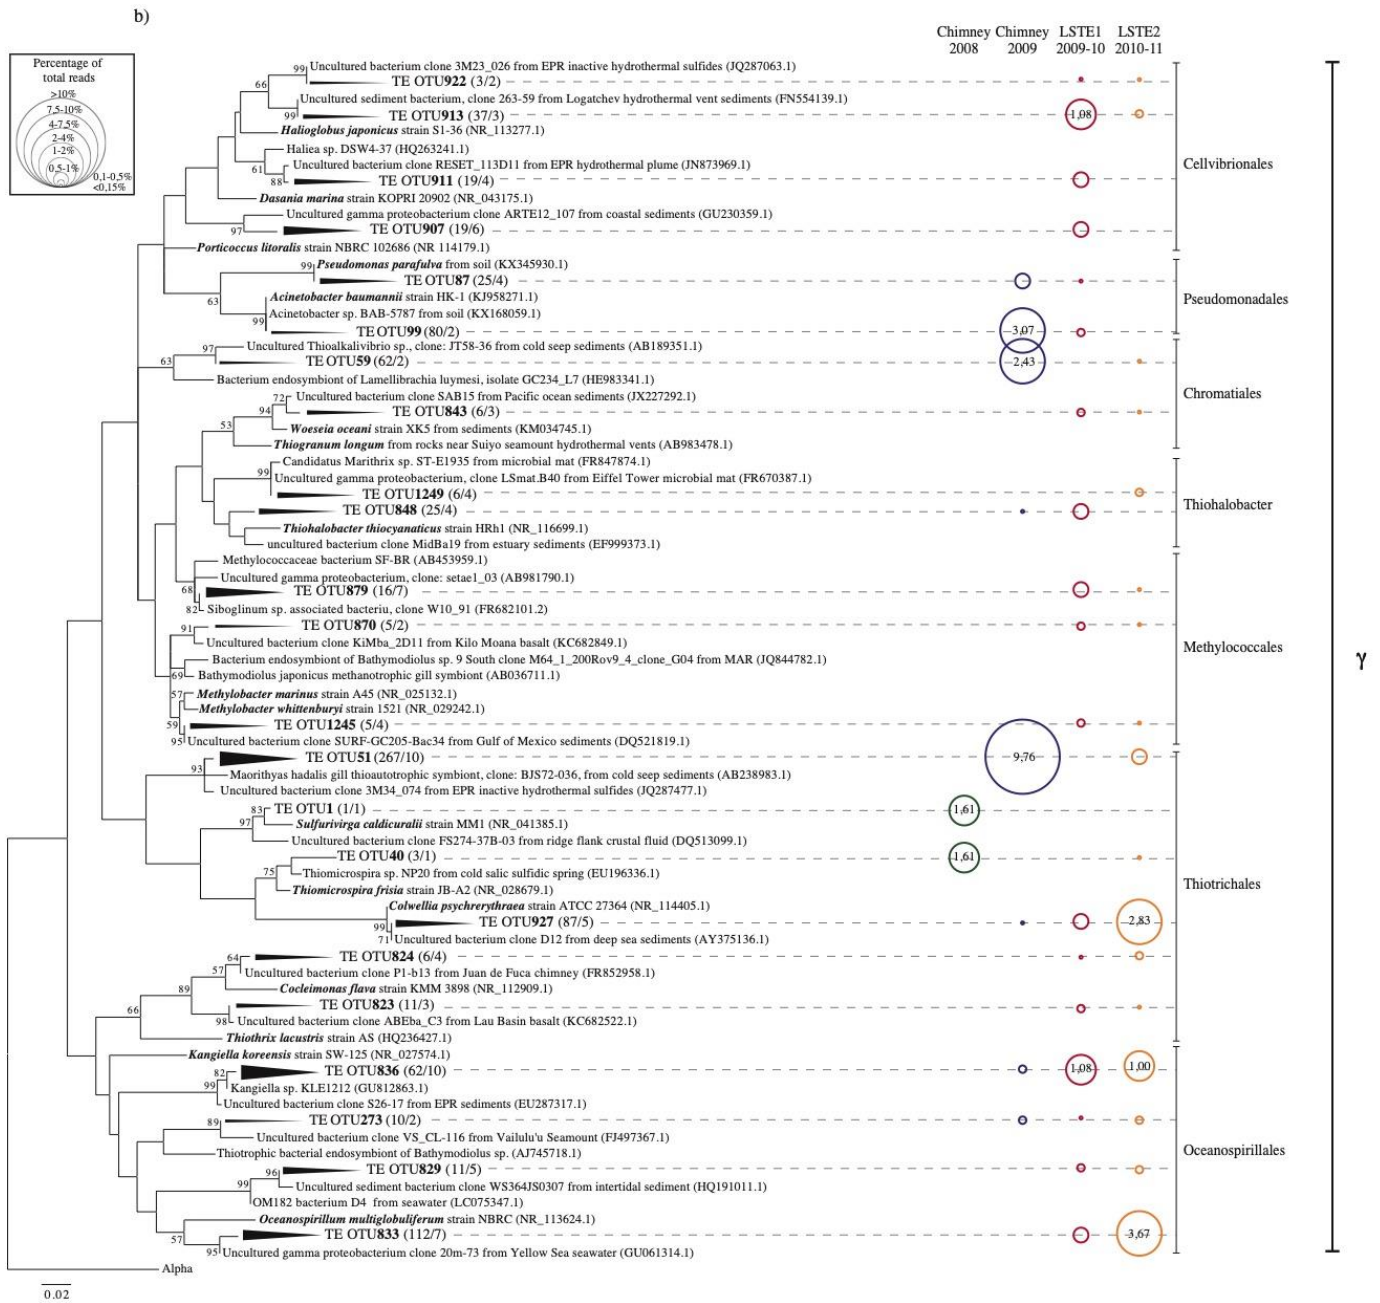 b)
Chimney Chimney LSTE1 LSTE2
2008 2009 2009-10 2010-11
Percentage of
total reads
>10%
7,5-10%
4-7,5%
2-4%
1-2%
0,5-1%
0,1-0,5%
<0,15%
99 Uncultured bacterium clone 3M23_026 from EPR inactive hydrothermal sulfides (JQ287063.1)
66 TE OTU922 (3/2)
Uncultured sediment bacterium, clone 263-59 from Logatchev hydrothermal vent sediments (FN554139.1)
99 TE OTU913 (37/3) 1,08
Halioglobus japonicus strain S1-36 (NR_113277.1)
Haliea sp. DSW4-37 (HQ263241.1)
Cellvibrionales
61 Uncultured bacterium clone RESET_113D11 from EPR hydrothermal plume (JN873969.1)
88 TE OTU911 (19/4)
Dasania marina strain KOPRI 20902 (NR_043175.1)
Uncultured gamma proteobacterium clone ARTE12_107 from coastal sediments (GU230359.1)
97 TE OTU907 (19/6)
Porticoccus litoralis strain NBRC 102686 (NR 114179.1)
99 Pseudomonas parafulva from soil (KX345930.1)
TE OTU87 (25/4)
63 Acinetobacter baumannii strain HK-1 (KJ958271.1)
Pseudomonadales
Acinetobacter sp. BAB-5787 from soil (KX168059.1)
99 TE OTU99 (80/2) 3,07
97 Uncultured Thioalkalivibrio sp., clone: JT58-36 from cold seep sediments (AB189351.1)
63 TE OTU59 (62/2) 2,43
Bacterium endosymbiont of Lamellibrachia luymesi, isolate GC234_L7 (HE983341.1)
Chromatiales
72 Uncultured bacterium clone SAB15 from Pacific ocean sediments (JX227292.1)
94 TE OTU843 (6/3)
53 Woeseia oceani strain XK5 from sediments (KM034745.1)
Thiogranum longum from rocks near Suiyo seamount hydrothermal vents (AB983478.1)
Candidatus Marithrix sp. ST-E1935 from microbial mat (FR847874.1)
99 Uncultured gamma proteobacterium, clone LSmat.B40 from Eiffel Tower microbial mat (FR670387.1)
TE OTU1249 (6/4)
Thiohalobacter
TE OTU848 (25/4)
Thiohalobacter thiocyanaticus strain HRh1 (NR_116699.1)
uncultured bacterium clone MidBa19 from estuary sediments (EF999373.1)
Methylococcaceae bacterium SF-BR (AB453959.1)
Uncultured gamma proteobacterium, clone: setae1_03 (AB981790.1)
68 TE OTU879 (16/7)
82 Siboglinum sp. associated bacteriu, clone W10_91 (FR682101.2)
91 TE OTU870 (5/2)
Uncultured bacterium clone KiMba_2D11 from Kilo Moana basalt (KC682849.1)
Methylococcales
Bacterium endosymbiont of Bathymodiolus sp. 9 South clone M64_1_200Rov9_4_clone_G04 from MAR (JQ844782.1)
γ
69 Bathymodiolus japonicus methanotrophic gill symbiont (AB036711.1)
57 Methylobacter marinus strain A45 (NR_025132.1)
Methylobacter whittenburyi strain 1521 (NR_029242.1)
59 TE OTU1245 (5/4)
95 Uncultured bacterium clone SURF-GC205-Bac34 from Gulf of Mexico sediments (DQ521819.1)
TE OTU51 (267/10) 9,76
93 Maorithyas hadalis gill thioautotrophic symbiont, clone: BJS72-036, from cold seep sediments (AB238983.1)
Uncultured bacterium clone 3M34_074 from EPR inactive hydrothermal sulfides (JQ287477.1)
83 TE OTU1 (1/1) 1,61
97 Sulfurivirga caldicuralii strain MM1 (NR_041385.1)
Uncultured bacterium clone FS274-37B-03 from ridge flank crustal fluid (DQ513099.1)
TE OTU40 (3/1) 1,61
75 Thiomicrospira sp. NP20 from cold salic sulfidic spring (EU196336.1)
Thiotrichales
Thiomicrospira frisia strain JB-A2 (NR_028679.1)
Colwellia psychrerythraea strain ATCC 27364 (NR_114405.1)
99 TE OTU927 (87/5) 2,83
71 Uncultured bacterium clone D12 from deep sea sediments (AY375136.1)
64 TE OTU824 (6/4)
57 Uncultured bacterium clone P1-b13 from Juan de Fuca chimney (FR852958.1)
89 Cocleimonas flava strain KMM 3898 (NR_112909.1)
66 TE OTU823 (11/3)
98 Uncultured bacterium clone ABEba_C3 from Lau Basin basalt (KC682522.1)
Thiothrix lacustris strain AS (HQ236427.1)
Kangiella koreensis strain SW-125 (NR_027574.1)
82 TE OTU836 (62/10) 1,08 1,00
99 Kangiella sp. KLE1212 (GU812863.1)
Uncultured bacterium clone S26-17 from EPR sediments (EU287317.1)
89 TE OTU273 (10/2)
Uncultured bacterium clone VS_CL-116 from Vailulu'u Seamount (FJ497367.1)
Thiotrophic bacterial endosymbiont of Bathymodiolus sp. (AJ745718.1)
Oceanospirillales
96 TE OTU829 (11/5)
99 Uncultured sediment bacterium clone WS364JS0307 from intertidal sediment (HQ191011.1)
OM182 bacterium D4 from seawater (LC075347.1)
Oceanospirillum multiglobuliferum strain NBRC (NR_113624.1)
57 TE OTU833 (112/7) 3,67
95 Uncultured gamma proteobacterium clone 20m-73 from Yellow Sea seawater (GU061314.1)
Alpha
0.02